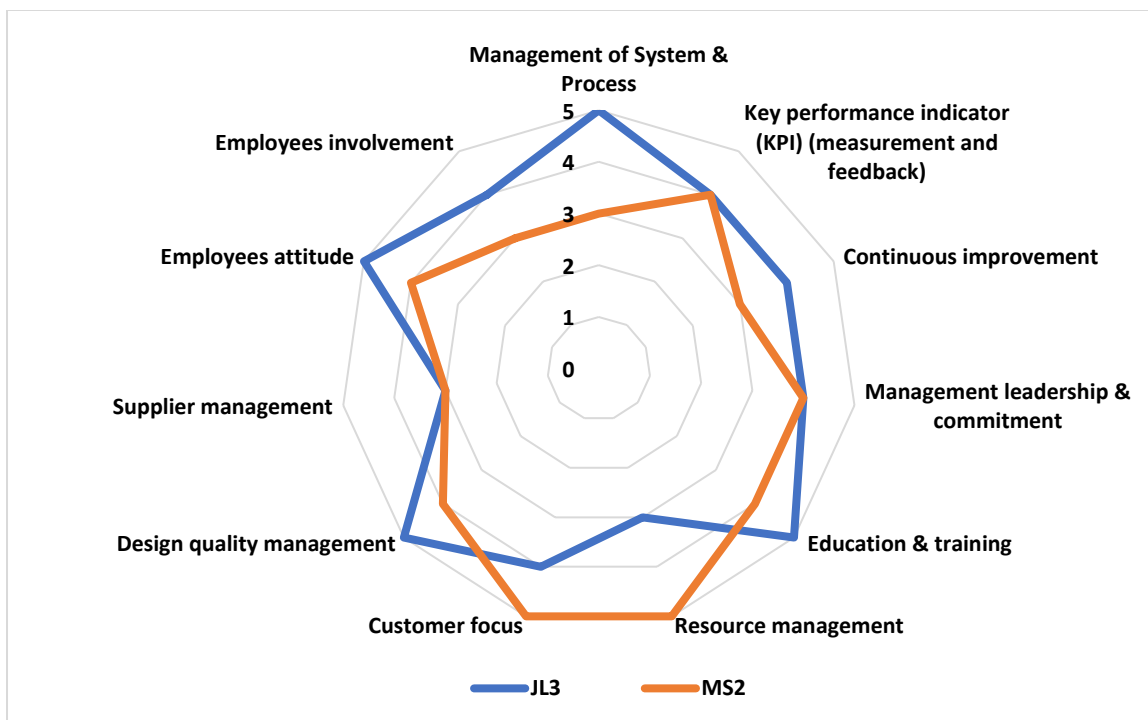 Management of System &
Process
Key performance indicator
(KPI) (measurement and
feedback)
Continuous improvement
Management leadership &
commitment
Education & training
Resource management
Customer focus
Design quality management
Supplier management
Employees attitude
Employees involvement
5
4
3
2
1
0
JL3
MS2